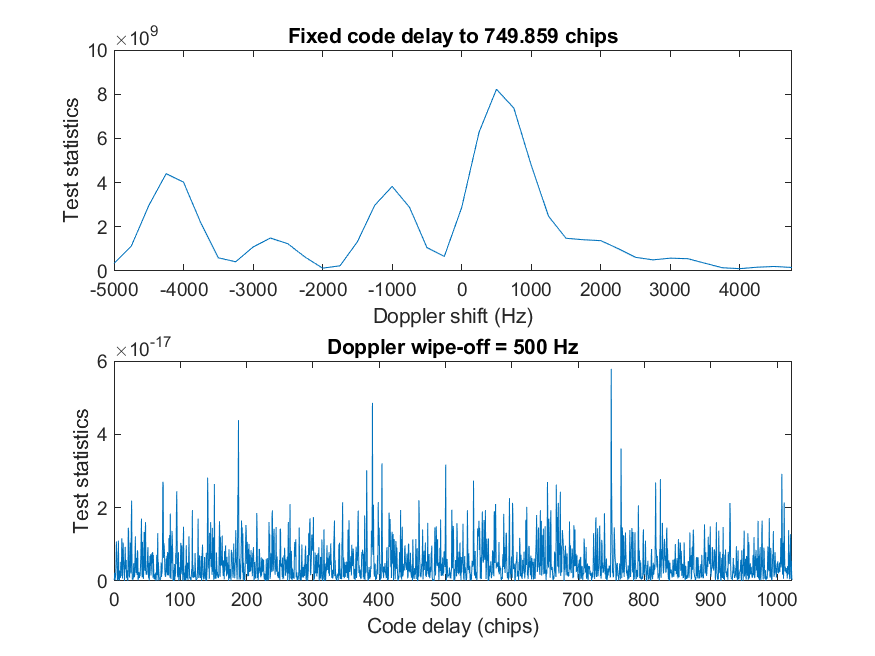 ×10^9
Fixed code delay to 749.859 chips
10
8
6
4
2
0
Test statistics
-5000 -4000 -3000 -2000 -1000 0 1000 2000 3000 4000
Doppler shift (Hz)
×10^-17
Doppler wipe-off = 500 Hz
6
4
2
0
Test statistics
0 100 200 300 400 500 600 700 800 900 1000
Code delay (chips)